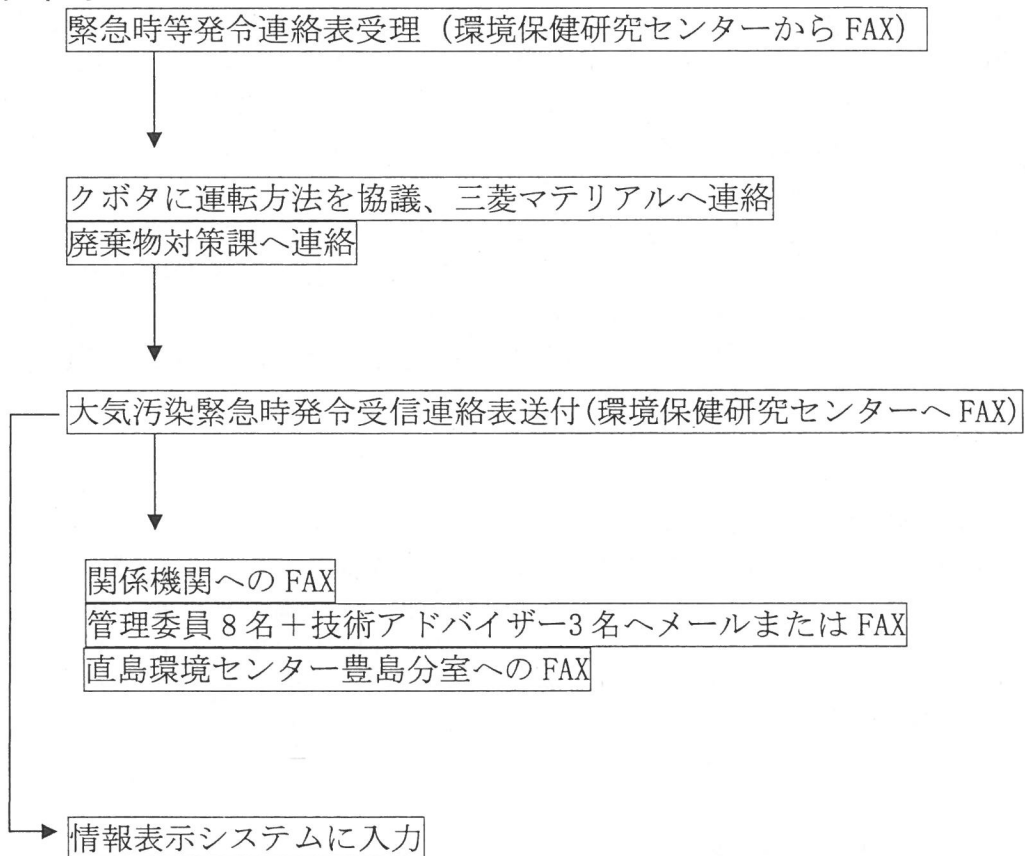 緊急時等発令連絡表受理（環境保健研究センターから FAX）
クボタに運転方法を協議、三菱マテリアルへ連絡
廃棄物対策課へ連絡
大気汚染緊急時発令受信連絡表送付(環境保健研究センターへ FAX)
関係機関への FAX
管理委員 8 名＋技術アドバイザー3 名へメールまたは FAX
直島環境センター豊島分室への FAX
情報表示システムに入力